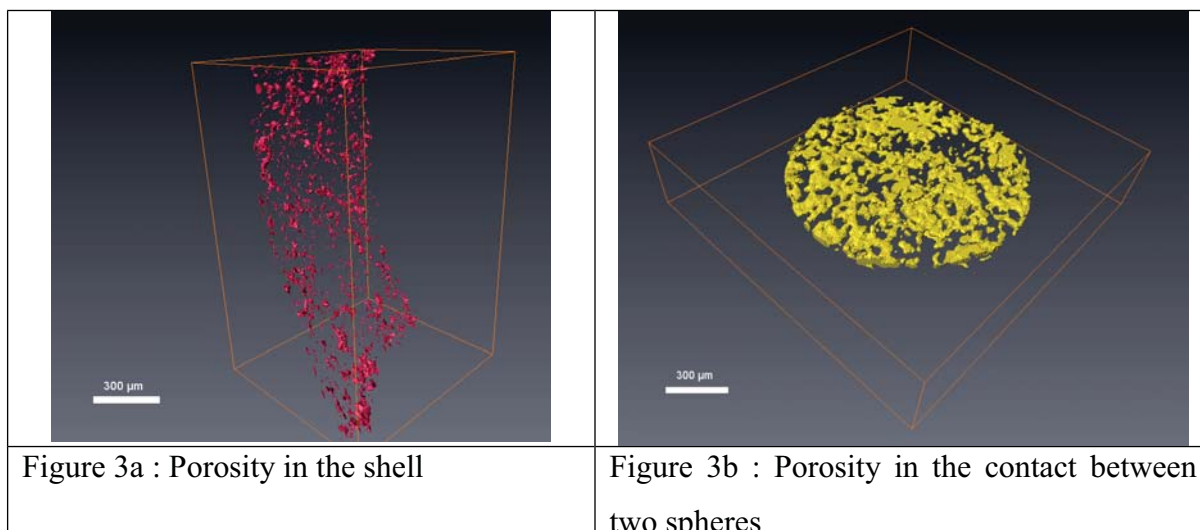 300 µm
300 µm
Figure 3a : Porosity in the shell
Figure 3b : Porosity in the contact between
two spheres